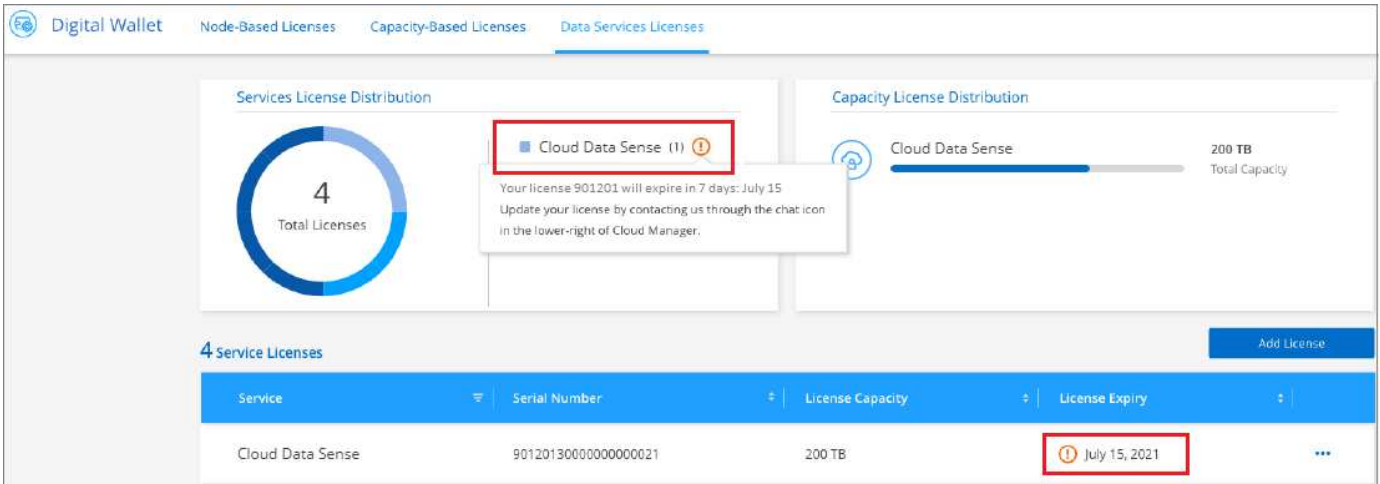 Digital Wallet
Node-Based Licenses
Capacity-Based Licenses
Data Services Licenses
Services License Distribution
4
Total Licenses
Cloud Data Sense (1)
Your license 901201 will expire in 7 days: July 15
Update your license by contacting us through the chat icon
in the lower-right of Cloud Manager.
Capacity License Distribution
Cloud Data Sense
200 TB
Total Capacity
4 Service Licenses
Add License
Service
Serial Number
License Capacity
License Expiry
Cloud Data Sense
90120130000000000021
200 TB
July 15, 2021